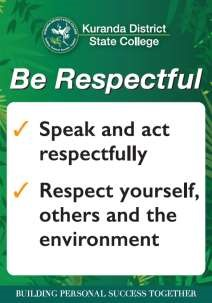 Kuranda District
State College
Be Respectful
✓ Speak and act
respectfully
✓ Respect yourself,
others and the
environment
BUILDING PERSONAL SUCCESS TOGETHER